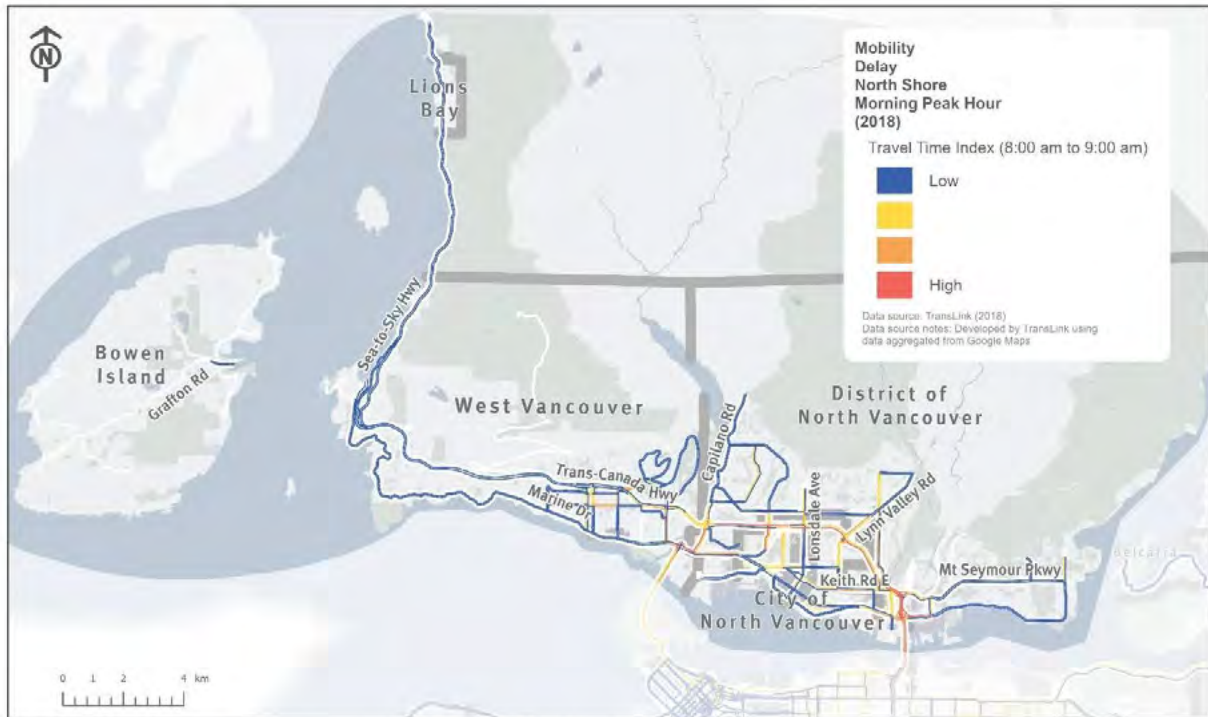 N
Mobility
Delay
North Shore
Morning Peak Hour
(2018)
Travel Time Index (8:00 am to 9:00 am)
Low
High
Data source: TransLink (2018)
Data source notes: Developed by TransLink using
data aggregated from Google Maps
Lions
Bay
Sea-to-Sky Hwy
Bowen
Island
Grafton Rd
West Vancouver
District of
North Vancouver
Capilano Rd
Trans-Canada Hwy
Marine Dr
Lonsdale Ave
Lynn Valley Rd
Belcarra
Mt Seymour Pkwy
Keith Rd E
City of
North Vancouver
0 1 2 4 km